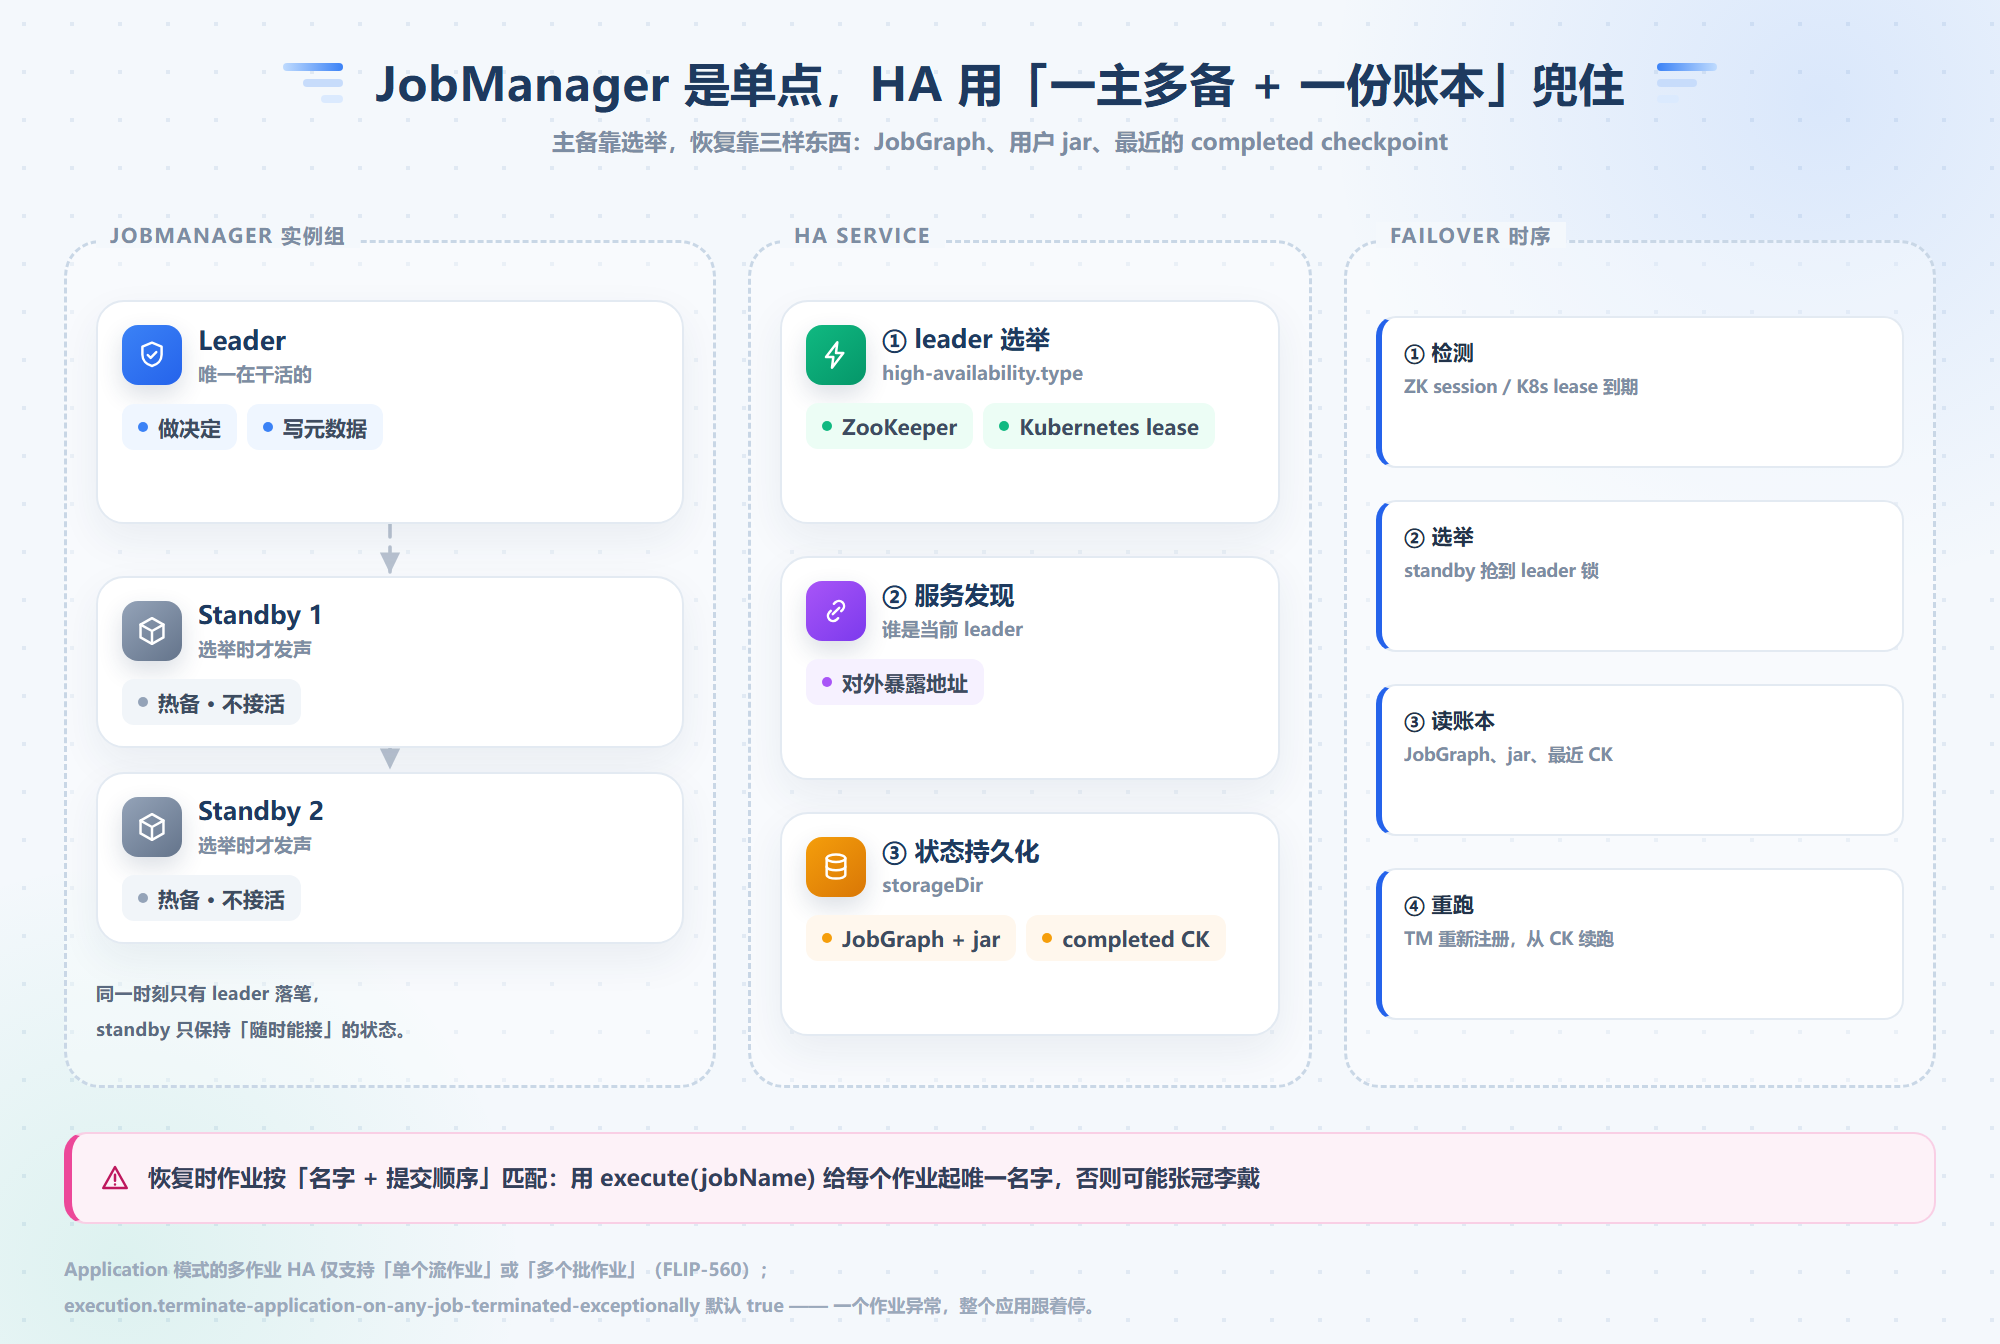 JobManager 是单点，HA 用「一主多备 + 一份账本」兜住
主备靠选举，恢复靠三样东西：JobGraph、用户 jar、最近的 completed checkpoint
JOBMANAGER 实例组
Leader
唯一在干活的
做决定
写元数据
Standby 1
选举时才发声
热备 · 不接活
Standby 2
选举时才发声
热备 · 不接活
同一时刻只有 leader 落笔，
standby 只保持「随时能接」的状态。
HA SERVICE
① leader 选举
high-availability.type
ZooKeeper
Kubernetes lease
② 服务发现
谁是当前 leader
对外暴露地址
③ 状态持久化
storageDir
JobGraph + jar
completed CK
FAILOVER 时序
① 检测
ZK session / K8s lease 到期
② 选举
standby 抢到 leader 锁
③ 读账本
JobGraph、jar、最近 CK
④ 重跑
TM 重新注册，从 CK 续跑
恢复时作业按「名字 + 提交顺序」匹配：用 execute(jobName) 给每个作业起唯一名字，否则可能张冠李戴
Application 模式的多作业 HA 仅支持「单个流作业」或「多个批作业」（FLIP-560）；
execution.terminate-application-on-any-job-terminated-exceptionally 默认 true —— 一个作业异常，整个应用跟着停。